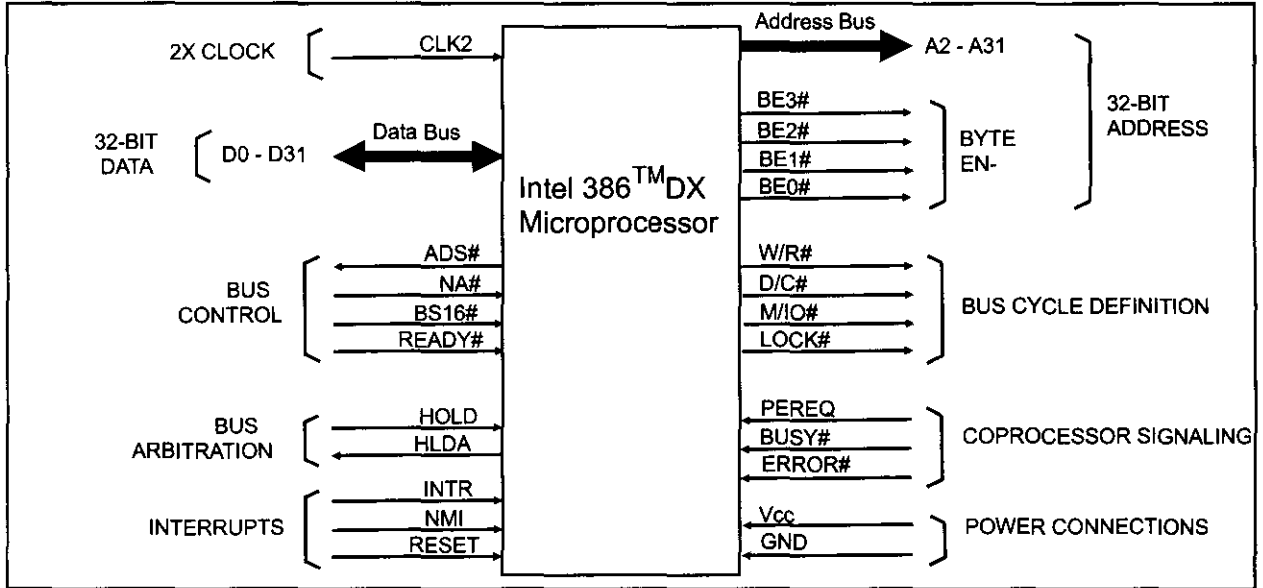 Address Bus
2X CLOCK
CLK2
A2 - A31
32-BIT
ADDRESS
BE3#
BE2#
BE1#
BE0#
BYTE
EN-
32-BIT
DATA
D0 - D31
Data Bus
Intel 386™DX
Microprocessor
BUS
CONTROL
ADS#
NA#
BS16#
READY#
W/R#
D/C#
M/IO#
LOCK#
BUS CYCLE DEFINITION
BUS
ARBITRATION
HOLD
HLDA
PEREQ
BUSY#
ERROR#
COPROCESSOR SIGNALING
INTERRUPTS
INTR
NMI
RESET
Vcc
GND
POWER CONNECTIONS